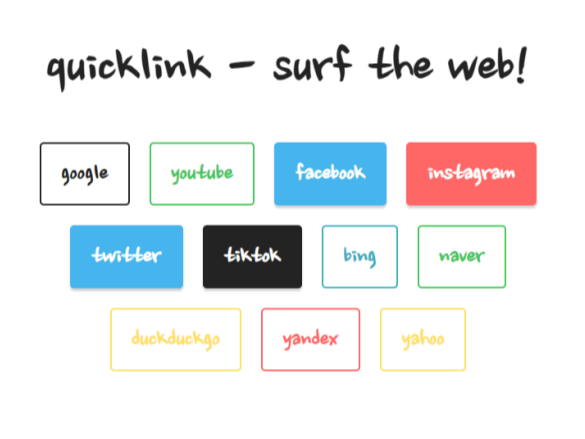 quicklink - surf the web!
google youtube facebook instagram
twitter tiktok bing naver
duckduckgo yandex yahoo